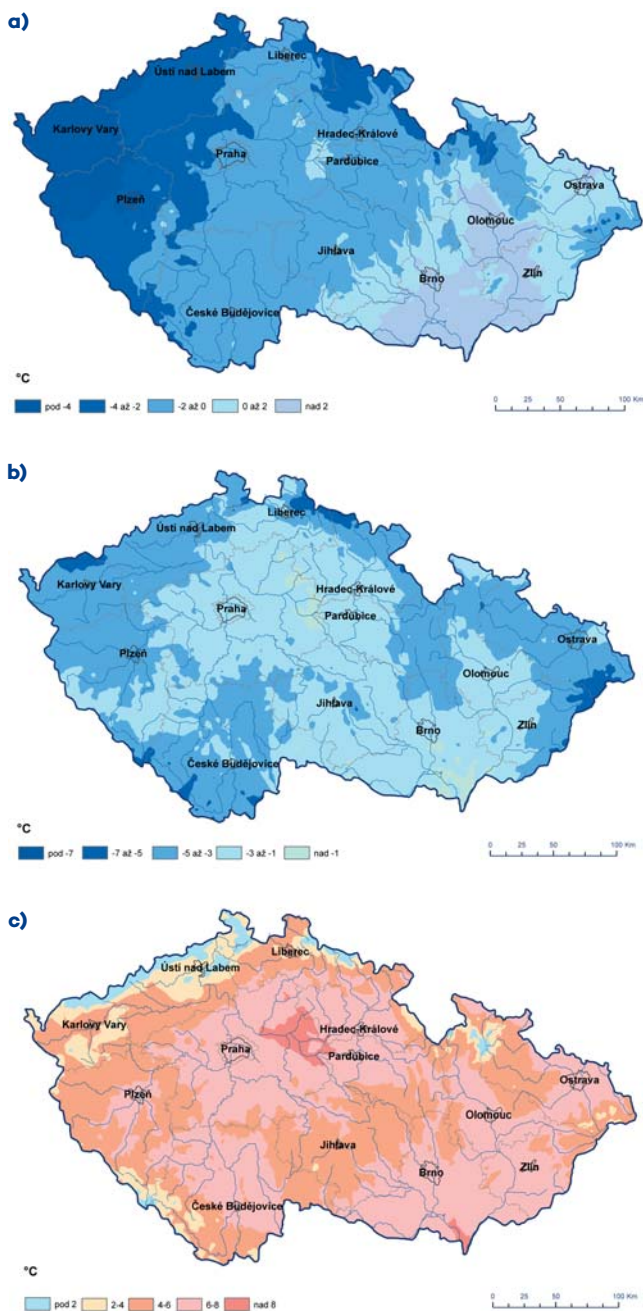 a)
Liberec
Ústí nad Labem
Karlovy Vary
Hradec-Králové
Praha
Pardubice
Ostrava
Plzeň
Olomouc
Jihlava
Brno
Zlín
České Budějovice
°C
pod -4 -4 až -2 -2 až 0 0 až 2 nad 2
0 25 50 100 Km
b)
Liberec
Ústí nad Labem
Karlovy Vary
Hradec-Králové
Praha
Pardubice
Ostrava
Plzeň
Olomouc
Jihlava
Brno
Zlín
České Budějovice
°C
pod -7 -7 až -5 -5 až -3 -3 až -1 nad -1
0 25 50 100 Km
c)
Liberec
Ústí nad Labem
Karlovy Vary
Hradec-Králové
Praha
Pardubice
Ostrava
Plzeň
Olomouc
Jihlava
Brno
Zlín
České Budějovice
°C
pod 2 2-4 4-6 6-8 nad 8
0 25 50 100 Km